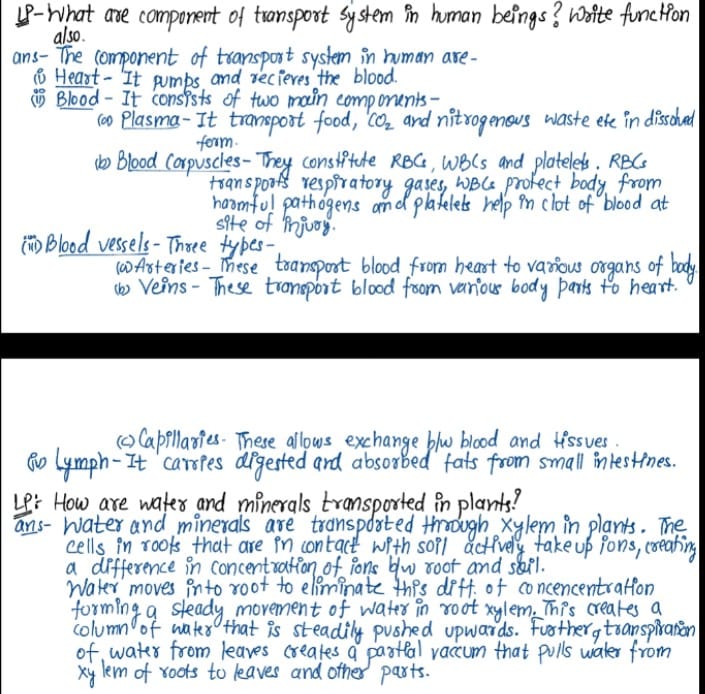 LP-What are component of transport system in human beings? Write function
also.
ans- The component of transport system in human are-
(i) Heart - It pumps and recieves the blood.
(ii) Blood - It consists of two main components-
(a) Plasma- It transport food, CO2 and nitrogenous waste etc in dissolved
form.
(b) Blood Corpuscles- They constitute RBCs, WBCs and platelets. RBCs
transports respiratory gases, WBCs protect body from
harmful pathogens and platelets help in clot of blood at
site of injury.
(iii) Blood vessels - Three types-
(a) Arteries - These transport blood from heart to various organs of body.
(b) Veins - These transport blood from various body parts to heart.
(c) Capillaries- These allows exchange b/w blood and tissues.
(iv) Lymph- It carries digested and absorbed fats from small intestines.
LP: How are water and minerals transported in plants?
ans- Water and minerals are transported through xylem in plants. The
cells in roots that are in contact with soil actively take up ions, creating
a difference in concentration of ions b/w root and soil.
Water moves into root to eliminate this diff. of concencentration
forming a steady movement of water in root xylem. This creates a
column of water that is steadily pushed upwards. Further, transpiration
of water from leaves creates a partial vaccum that pulls water from
xylem of roots to leaves and other parts.